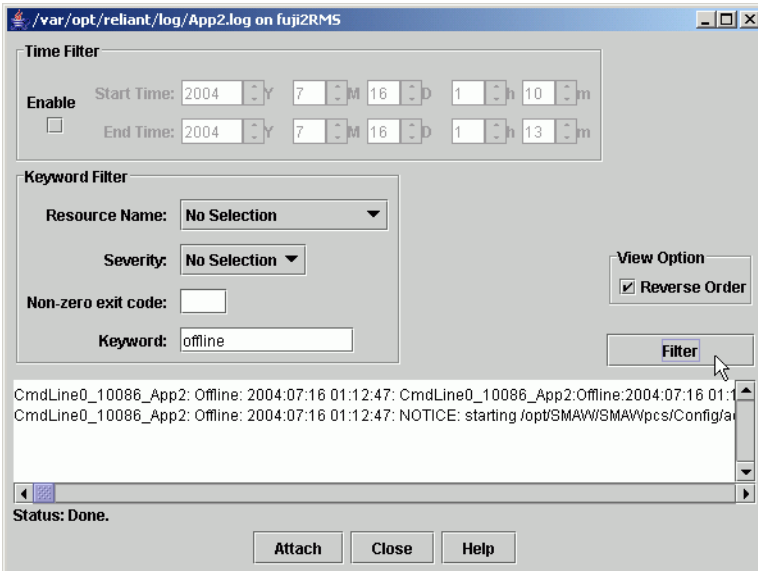 /var/opt/reliant/log/App2.log on fuji2RMS
Time Filter
Enable
Start Time: 2004 Y 7 M 16 D 1 h 10 m
End Time: 2004 Y 7 M 16 D 1 h 13 m
Keyword Filter
Resource Name: No Selection
Severity: No Selection
Non-zero exit code:
Keyword: offline
View Option
Reverse Order
Filter
CmdLine0_10086_App2: Offline: 2004:07:16 01:12:47: CmdLine0_10086_App2:Offline:2004:07:16 01:1
CmdLine0_10086_App2: Offline: 2004:07:16 01:12:47: NOTICE: starting /opt/SMAW/SMAWpcs/Config/a
Status: Done.
Attach Close Help